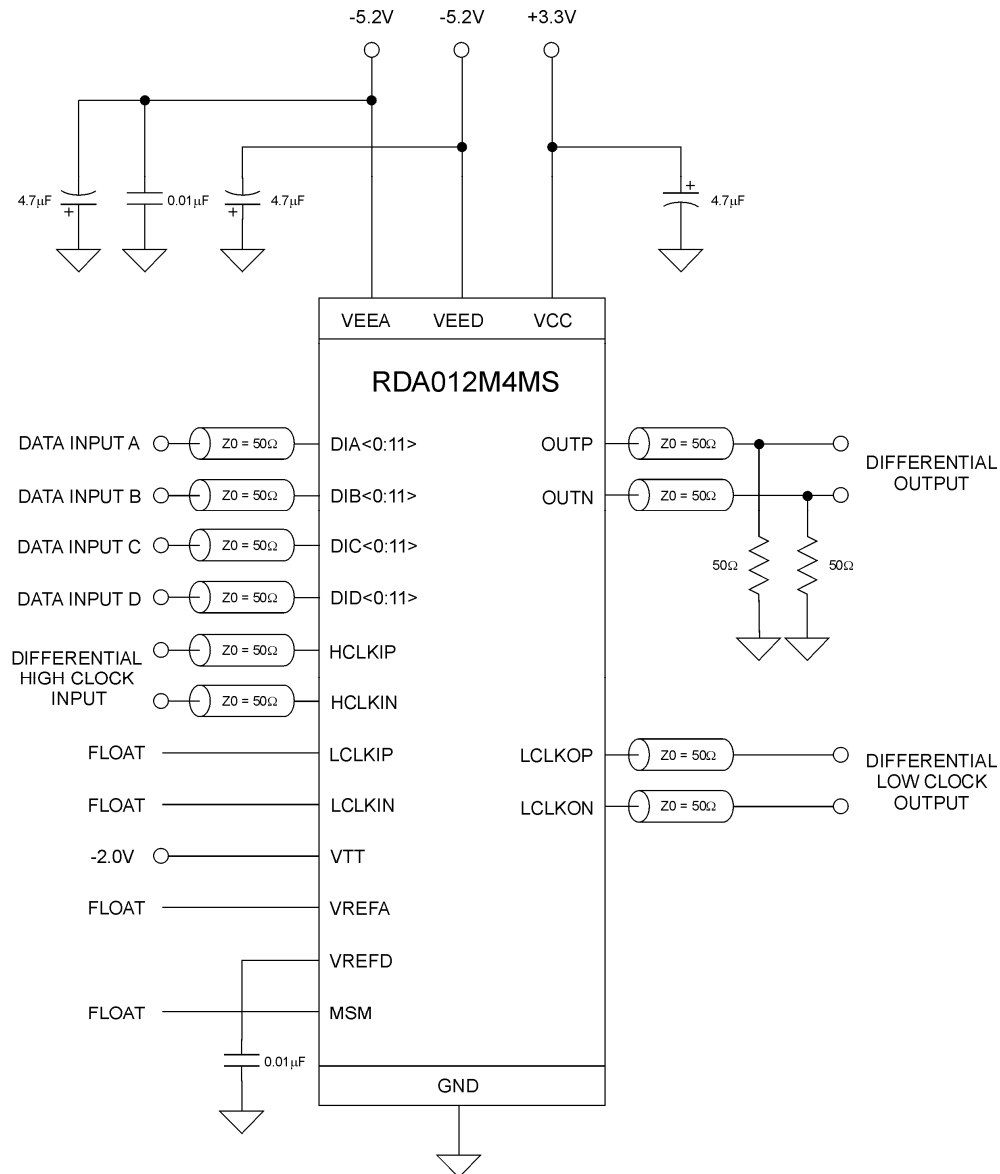 -5.2V
-5.2V
+3.3V
4.7μF
+
0.01μF
+
4.7μF
+
4.7μF
VEEA
VEED
VCC
RDA012M4MS
DATA INPUT A
Z0 = 50Ω
DIA<0:11>
OUTP
Z0 = 50Ω
DIFFERENTIAL
OUTPUT
DATA INPUT B
Z0 = 50Ω
DIB<0:11>
OUTN
Z0 = 50Ω
DATA INPUT C
Z0 = 50Ω
DIC<0:11>
50Ω
50Ω
DATA INPUT D
Z0 = 50Ω
DID<0:11>
DIFFERENTIAL
HIGH CLOCK
INPUT
Z0 = 50Ω
HCLKIP
Z0 = 50Ω
HCLKIN
FLOAT
LCLKIP
LCLKOP
Z0 = 50Ω
DIFFERENTIAL
LOW CLOCK
OUTPUT
FLOAT
LCLKIN
LCLKON
Z0 = 50Ω
-2.0V
VTT
FLOAT
VREFA
VREFD
FLOAT
MSM
0.01μF
GND